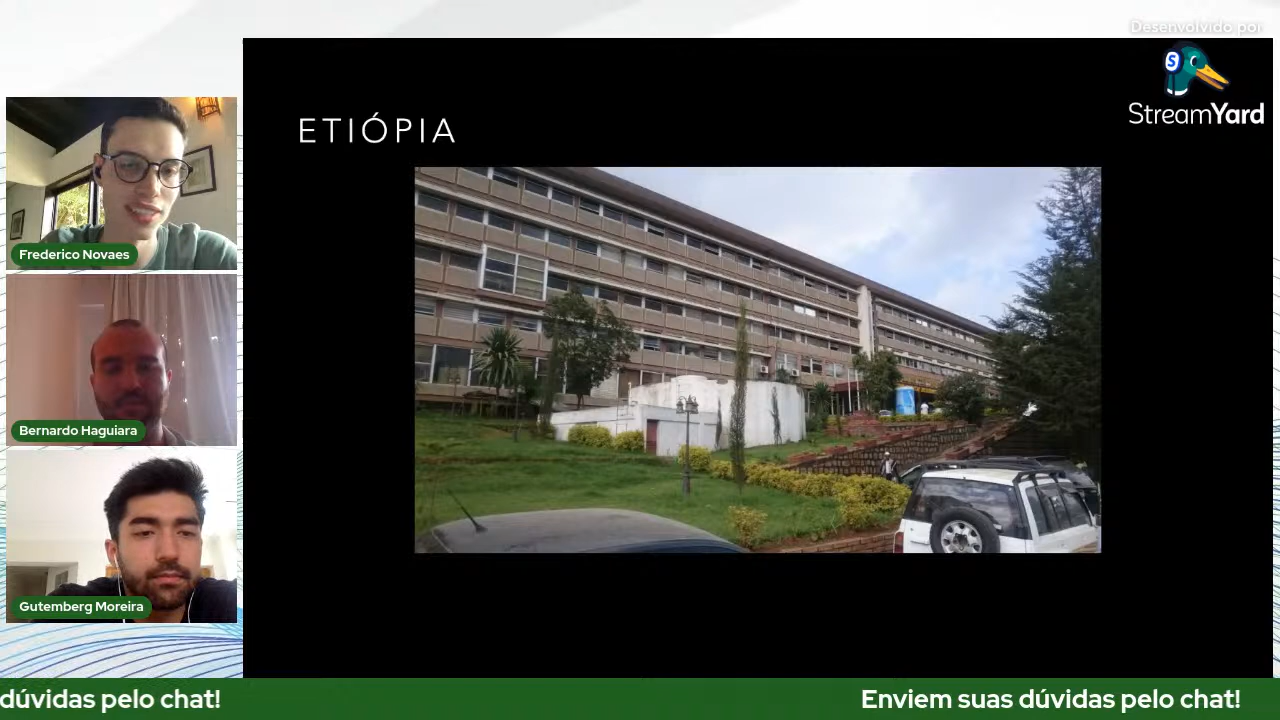 Desenvolvido por
StreamYard
ETIÓPIA
Frederico Novaes
Bernardo Haguiara
Gutemberg Moreira
dúvidas pelo chat!
Enviem suas dúvidas pelo chat!